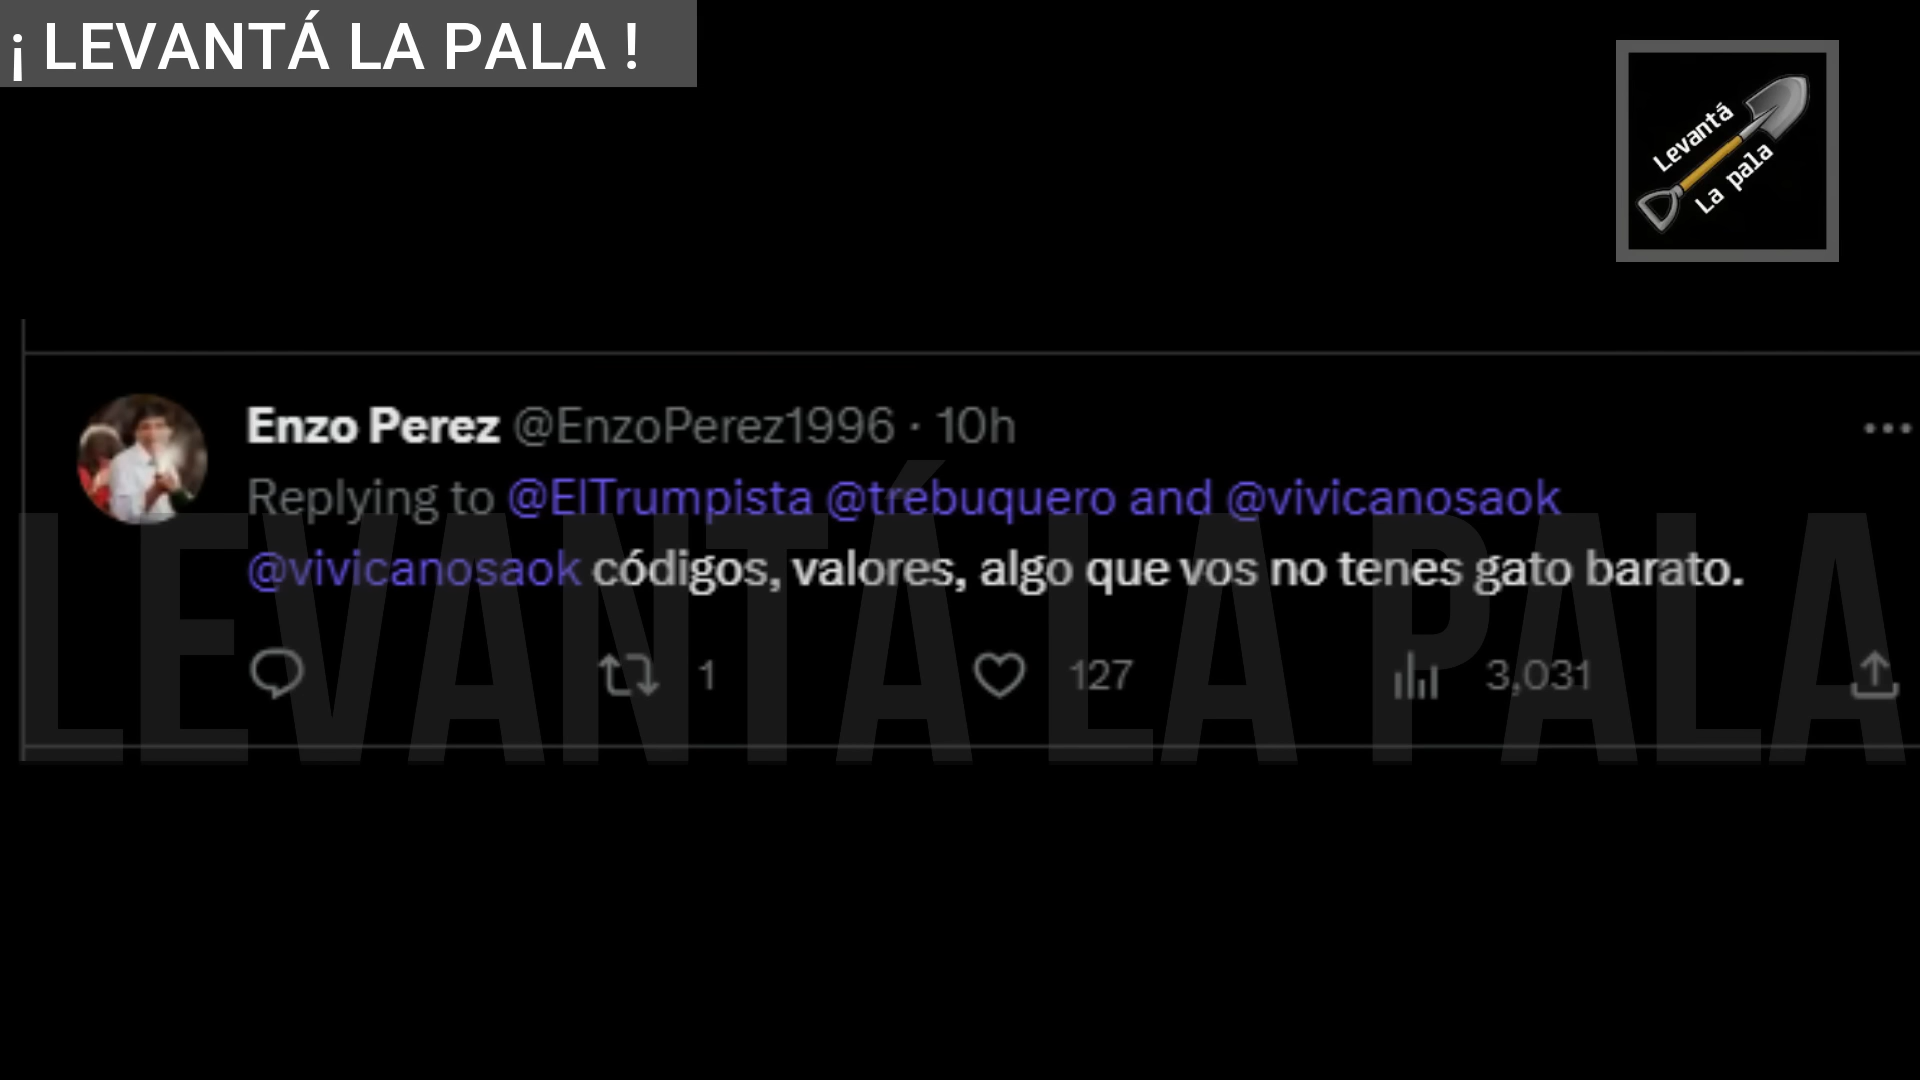 ¡ LEVANTÁ LA PALA !
Levantá
La pala
Enzo Perez @EnzoPerez1996 · 10h
Replying to @ElTrumpista @trebuquero and @vivicanosaok
@vivicanosaok códigos, valores, algo que vos no tenes gato barato.
1 127 3,031
LEVANTÁ LA PALA